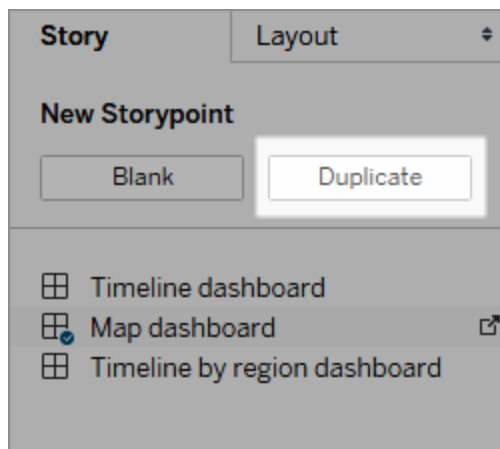 Story Layout
New Storypoint
Blank Duplicate
Timeline dashboard
Map dashboard
Timeline by region dashboard